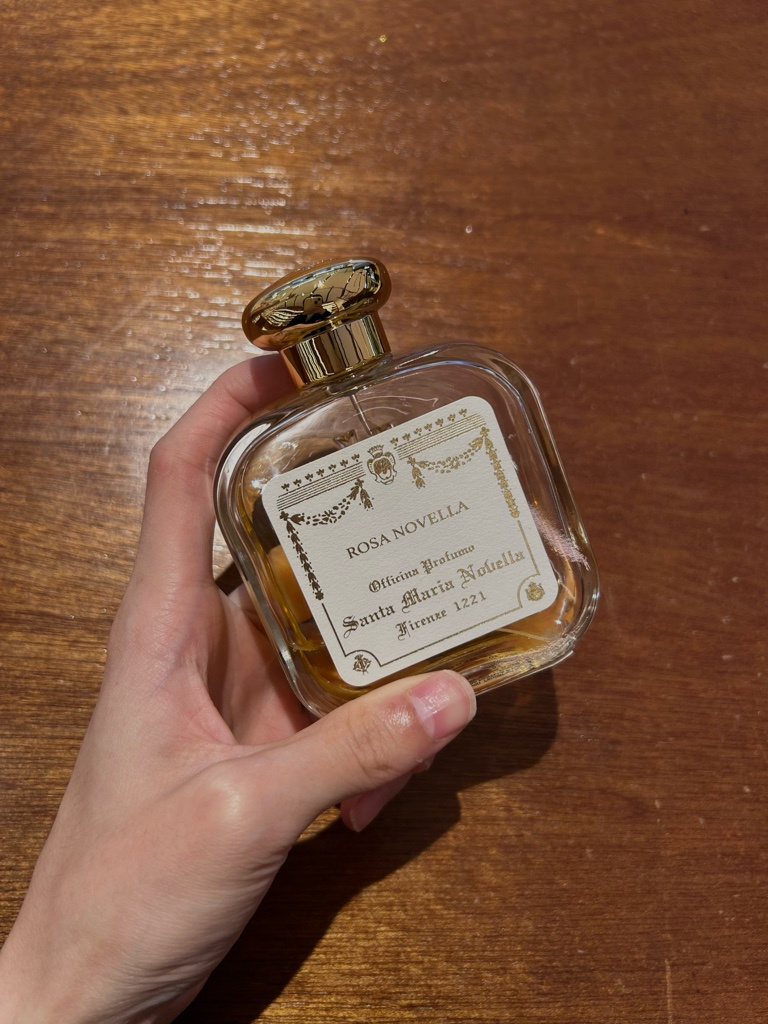 ROSA NOVELLA
Officina Profumo
Santa Maria Novella
Firenze 1221